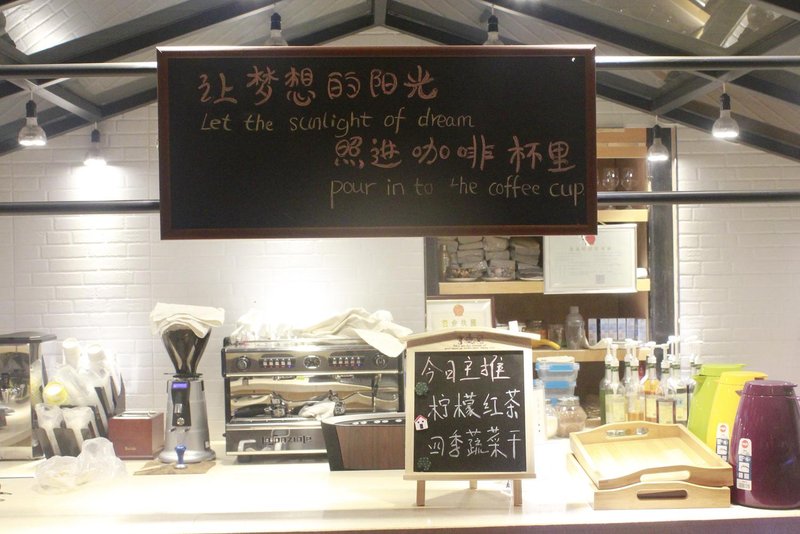 让梦想的阳光
Let the sunlight of dream
照进咖啡杯里
pour in to the coffee cup
今日主推
柠檬红茶
四季蔬菜干